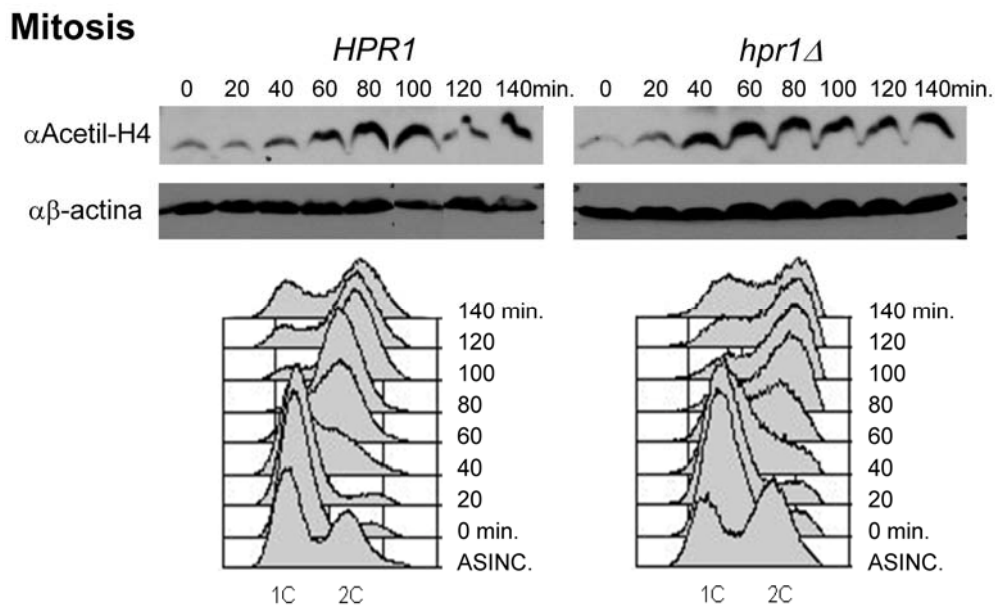 Mitosis
HPR1 hpr1Δ
0 20 40 60 80 100 120 140min. 0 20 40 60 80 100 120 140min.
αAcetil-H4
αβ-actina
140 min. 140 min.
120 120
100 100
80 80
60 60
40 40
20 20
0 min. 0 min.
ASINC. ASINC.
1C 2C 1C 2C